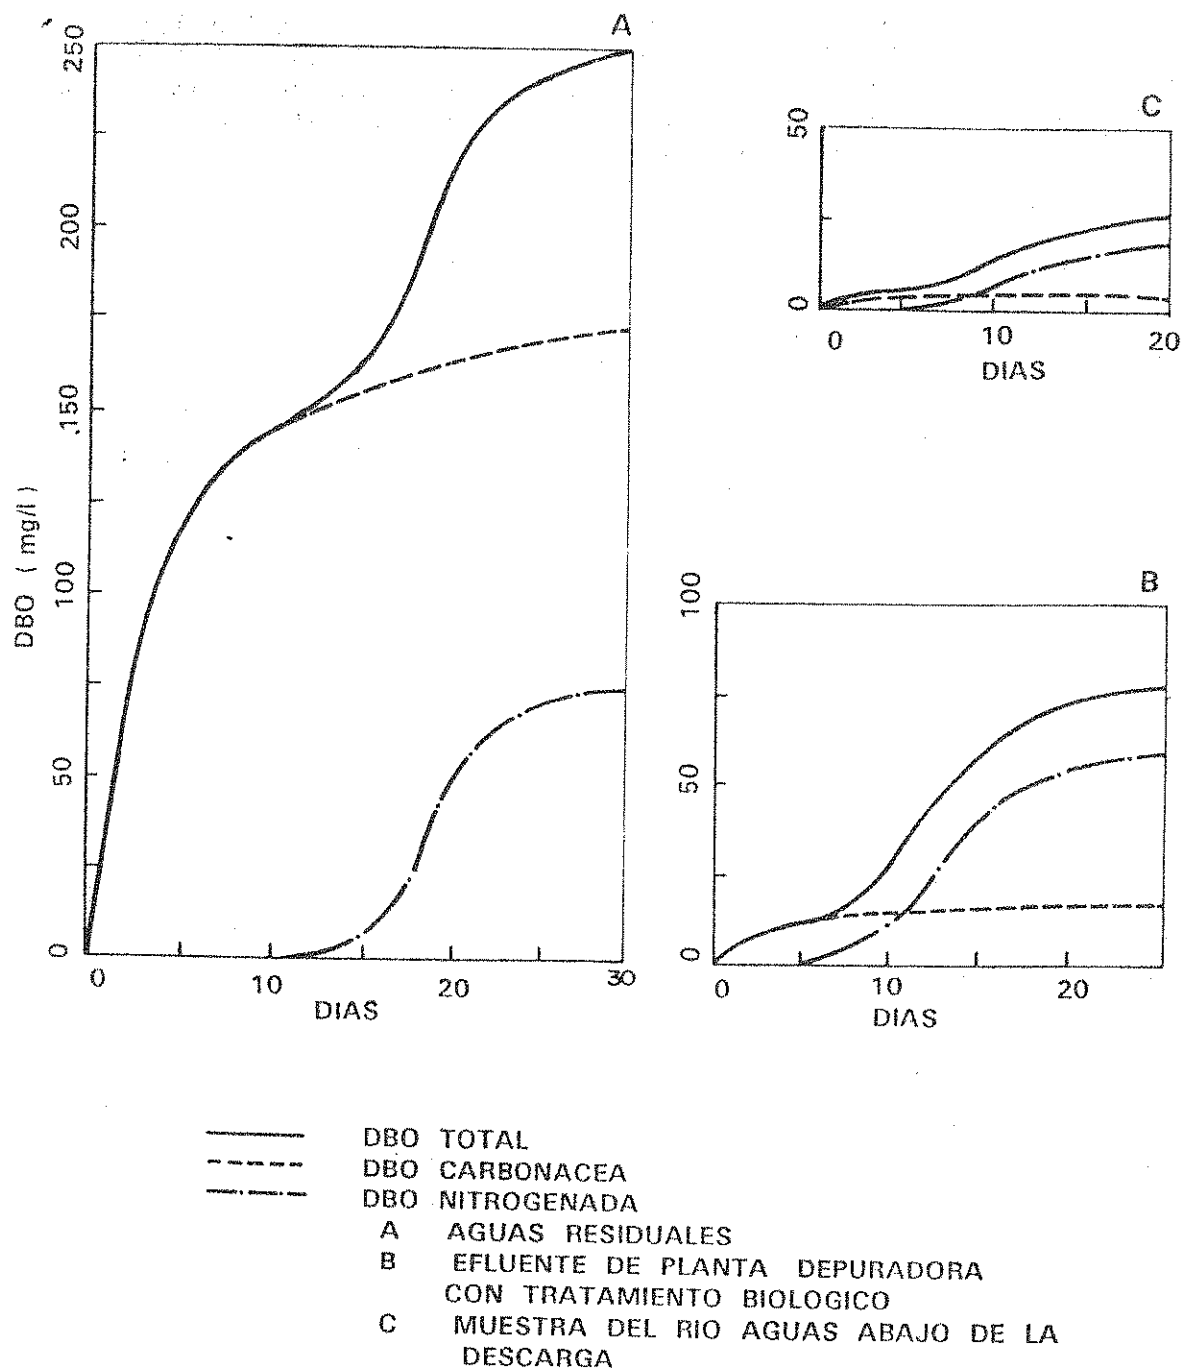 A
250
200
150
100
50
0
DBO (mg/l)
0 10 20 30
DIAS
C
50
0
0 10 20
DIAS
B
100
50
0
0 10 20
DIAS
DBO TOTAL
DBO CARBONACEA
DBO NITROGENADA
A AGUAS RESIDUALES
B EFLUENTE DE PLANTA DEPURADORA
CON TRATAMIENTO BIOLOGICO
C MUESTRA DEL RIO AGUAS ABAJO DE LA
DESCARGA